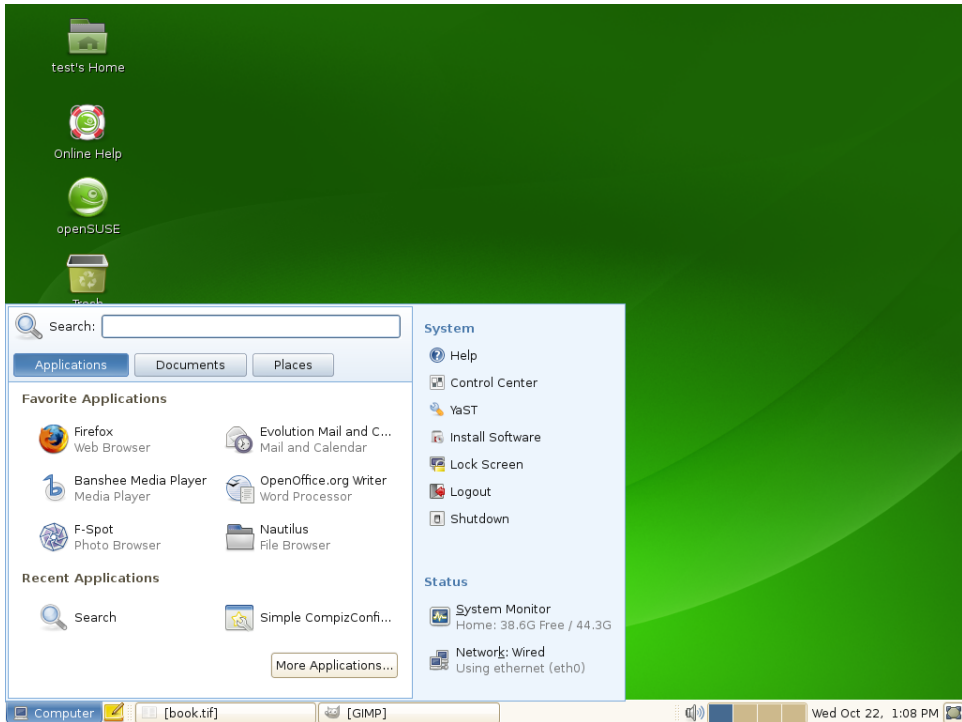 test's Home
Online Help
openSUSE
Trash
Search:
Applications
Documents
Places
Favorite Applications
Firefox
Web Browser
Evolution Mail and C...
Mail and Calendar
Banshee Media Player
Media Player
OpenOffice.org Writer
Word Processor
F-Spot
Photo Browser
Nautilus
File Browser
Recent Applications
Search
Simple CompizConfi...
More Applications...
System
Help
Control Center
YaST
Install Software
Lock Screen
Logout
Shutdown
Status
System Monitor
Home: 38.6G Free / 44.3G
Network: Wired
Using ethernet (eth0)
Computer
[book.tif]
[GIMP]
Wed Oct 22, 1:08 PM